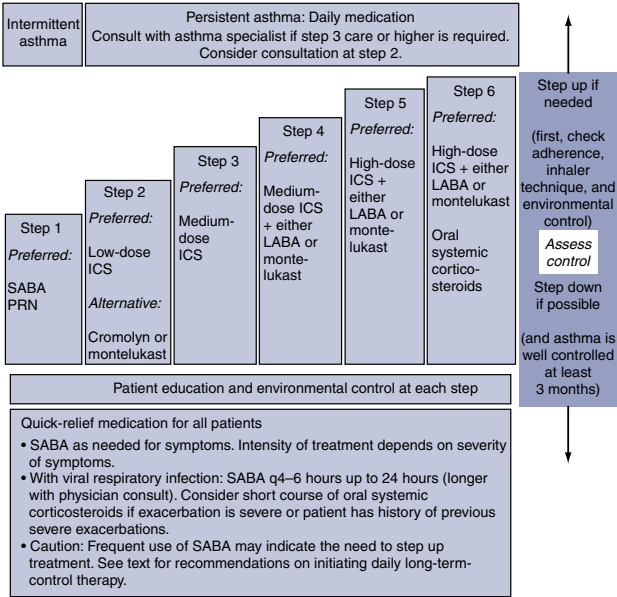 Intermittent
asthma
Persistent asthma: Daily medication
Consult with asthma specialist if step 3 care or higher is required.
Consider consultation at step 2.
Step 1
Preferred:
SABA
PRN
Step 2
Preferred:
Low-dose
ICS
Alternative:
Cromolyn or
montelukast
Step 3
Preferred:
Medium-
dose
ICS
Step 4
Preferred:
Medium-
dose ICS
+ either
LABA or
monte-
lukast
Step 5
Preferred:
High-dose
ICS +
either
LABA or
monte-
lukast
Step 6
Preferred:
High-dose
ICS + either
LABA or
montelukast
Oral
systemic
cortico-
steroids
Step up if
needed
(first, check
adherence,
inhaler
technique, and
environmental
control)
Assess
control
Step down
if possible
(and asthma is
well controlled
at least
3 months)
Patient education and environmental control at each step
Quick-relief medication for all patients
• SABA as needed for symptoms. Intensity of treatment depends on severity
of symptoms.
• With viral respiratory infection: SABA q4–6 hours up to 24 hours (longer
with physician consult). Consider short course of oral systemic
corticosteroids if exacerbation is severe or patient has history of previous
severe exacerbations.
• Caution: Frequent use of SABA may indicate the need to step up
treatment. See text for recommendations on initiating daily long-term-
control therapy.